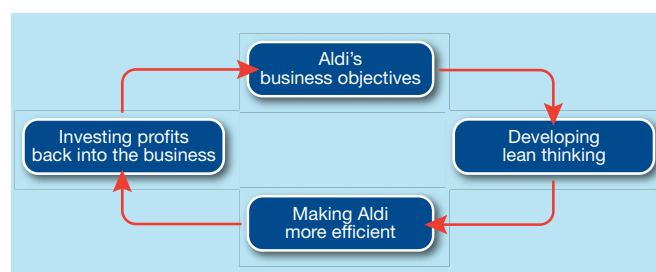 Aldi’s
business objectives
Investing profits
back into the business
Developing
lean thinking
Making Aldi
more efficient